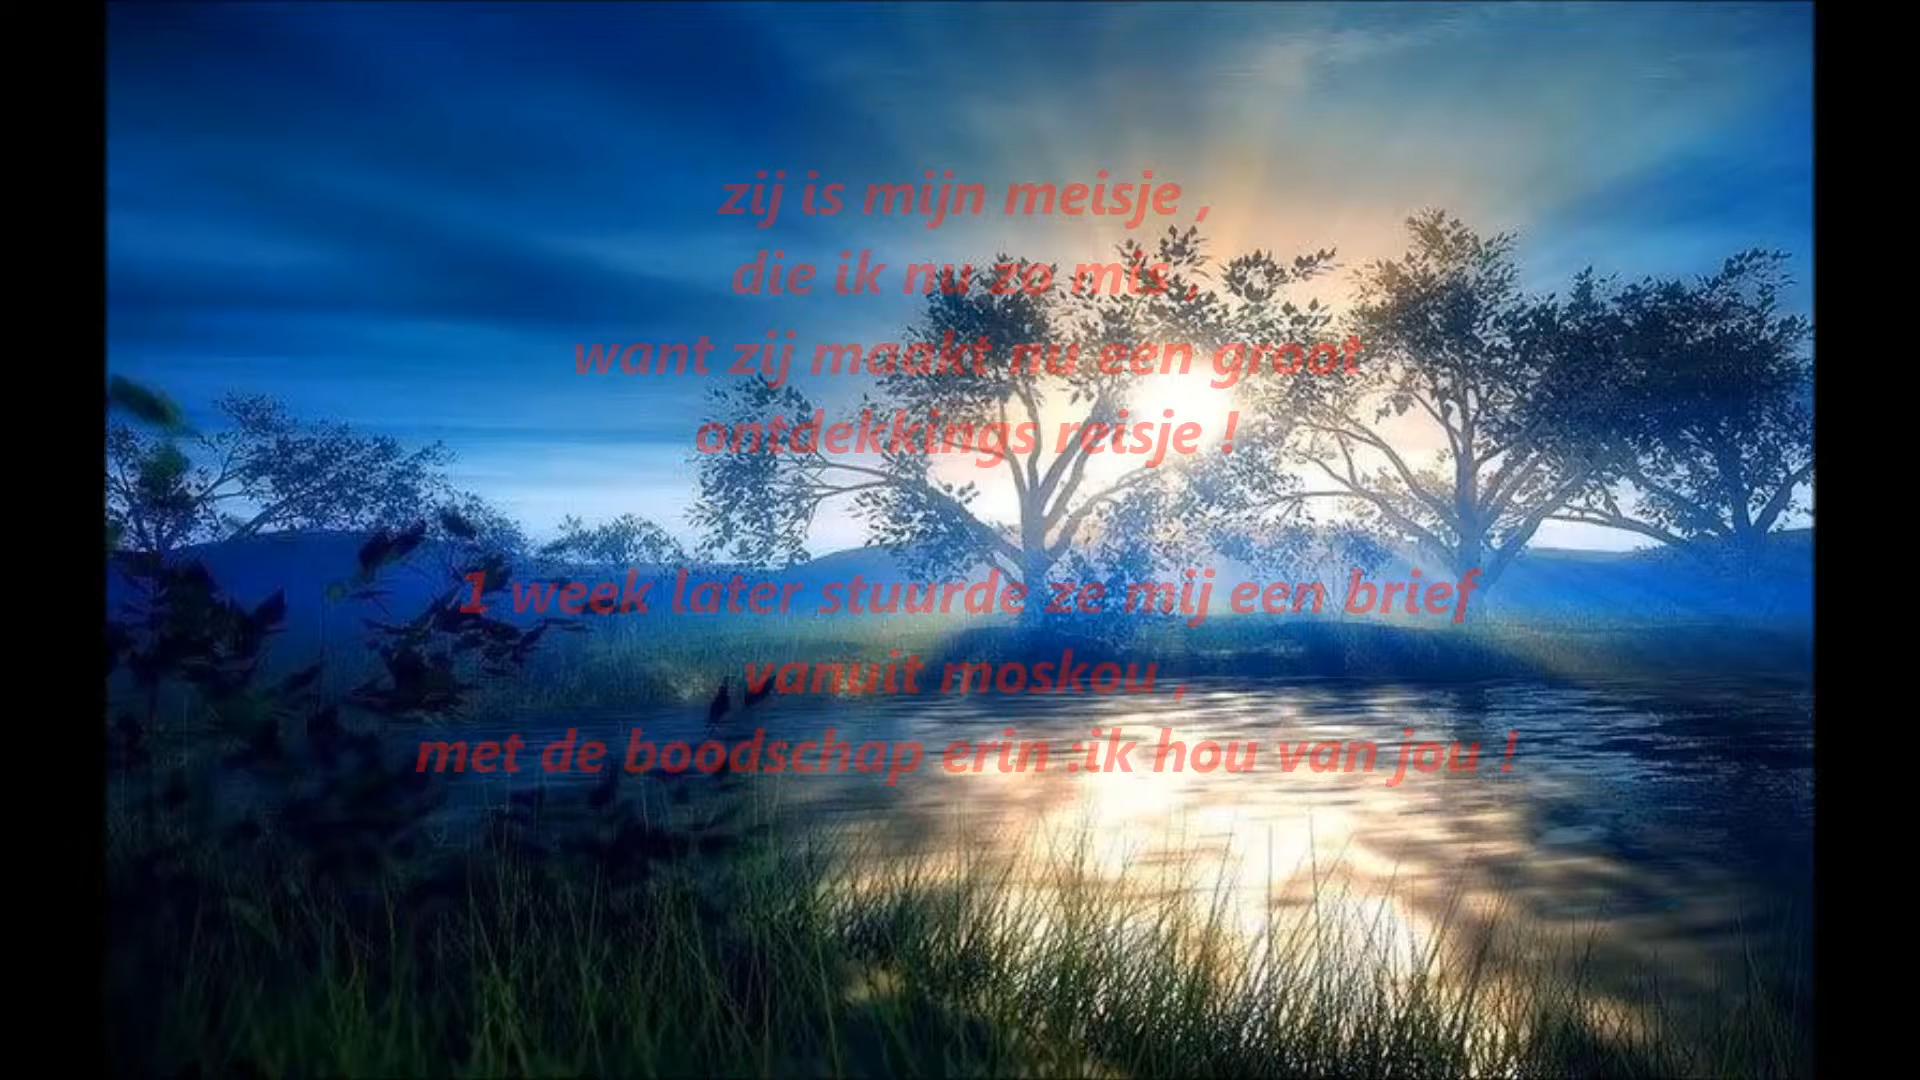 zij is mijn meisje ,
die ik nu zo mis ,
want zij maakt nu een groot
ontdekkings reisje !
1 week later stuurde ze mij een brief
vanuit moskou ,
met de boodschap erin :ik hou van jou !